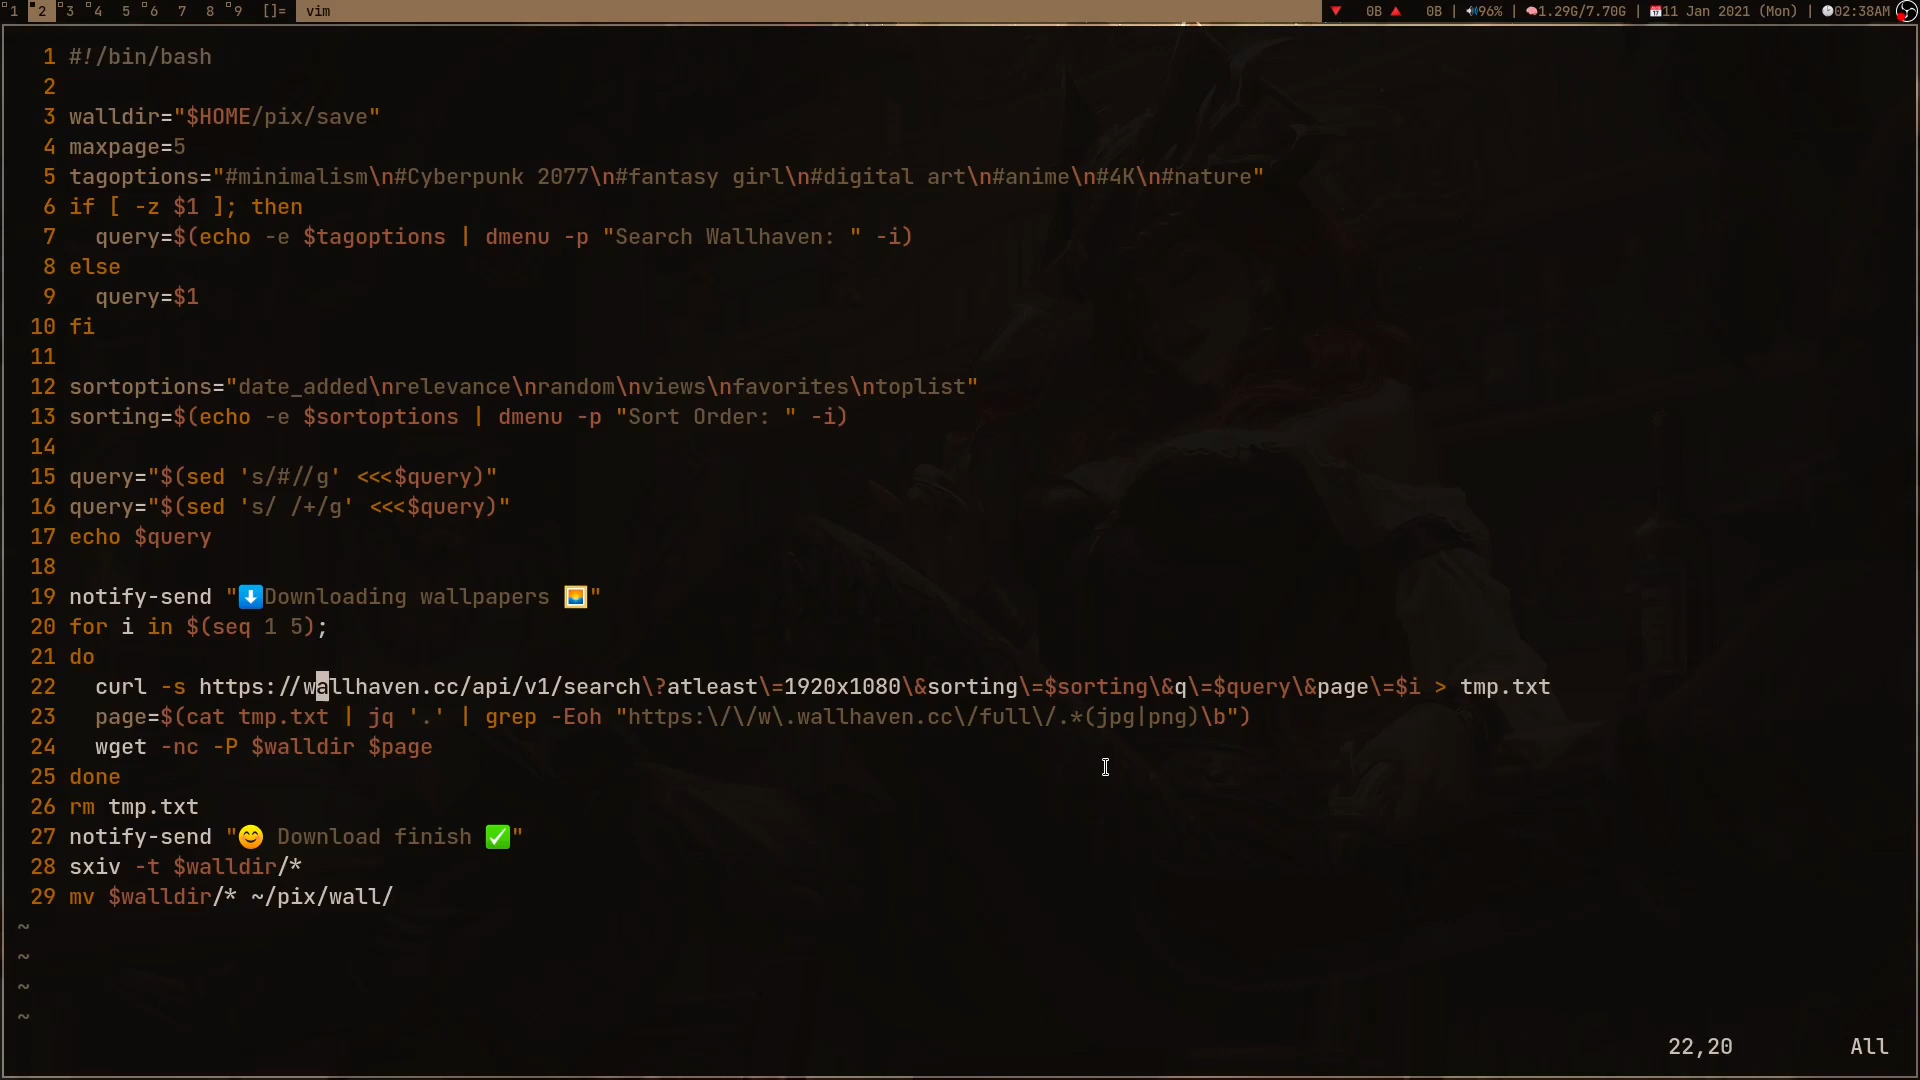 1 2 3 4 5 6 7 8 9 []= vim 🔻 0B 🔺 0B | 🔊96% | 🧠1.29G/7.70G | 📅11 Jan 2021 (Mon) | 🕑02:38AM
1 #!/bin/bash
2
3 walldir="$HOME/pix/save"
4 maxpage=5
5 tagoptions="#minimalism\n#Cyberpunk 2077\n#fantasy girl\n#digital art\n#anime\n#4K\n#nature"
6 if [ -z $1 ]; then
7   query=$(echo -e $tagoptions | dmenu -p "Search Wallhaven: " -i)
8 else
9   query=$1
10 fi
11
12 sortoptions="date_added\nrelevance\nrandom\nviews\nfavorites\ntoplist"
13 sorting=$(echo -e $sortoptions | dmenu -p "Sort Order: " -i)
14
15 query="$(sed 's/#//g' <<<$query)"
16 query="$(sed 's/ /+/g' <<<$query)"
17 echo $query
18
19 notify-send "⬇️Downloading wallpapers 🖼️"
20 for i in $(seq 1 5);
21 do
22   curl -s https://wallhaven.cc/api/v1/search\?atleast\=1920x1080\&sorting\=$sorting\&q\=$query\&page\=$i > tmp.txt
23   page=$(cat tmp.txt | jq '.' | grep -Eoh "https:\/\/w\.wallhaven.cc\/full\/.*(jpg|png)\b")
24   wget -nc -P $walldir $page
25 done
26 rm tmp.txt
27 notify-send "😊 Download finish ✅"
28 sxiv -t $walldir/*
29 mv $walldir/* ~/pix/wall/
~
~
~
~
22,20 All